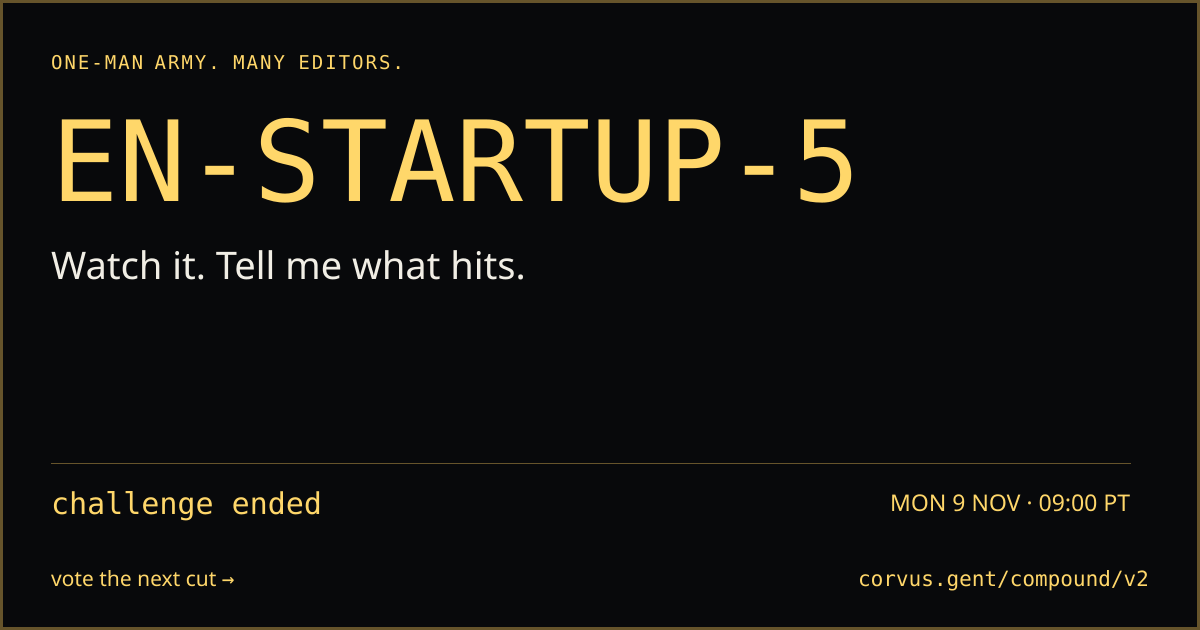 ONE-MAN ARMY. MANY EDITORS.
EN-STARTUP-5
Watch it. Tell me what hits.
challenge ended
MON 9 NOV · 09:00 PT
vote the next cut →
corvus.gent/compound/v2